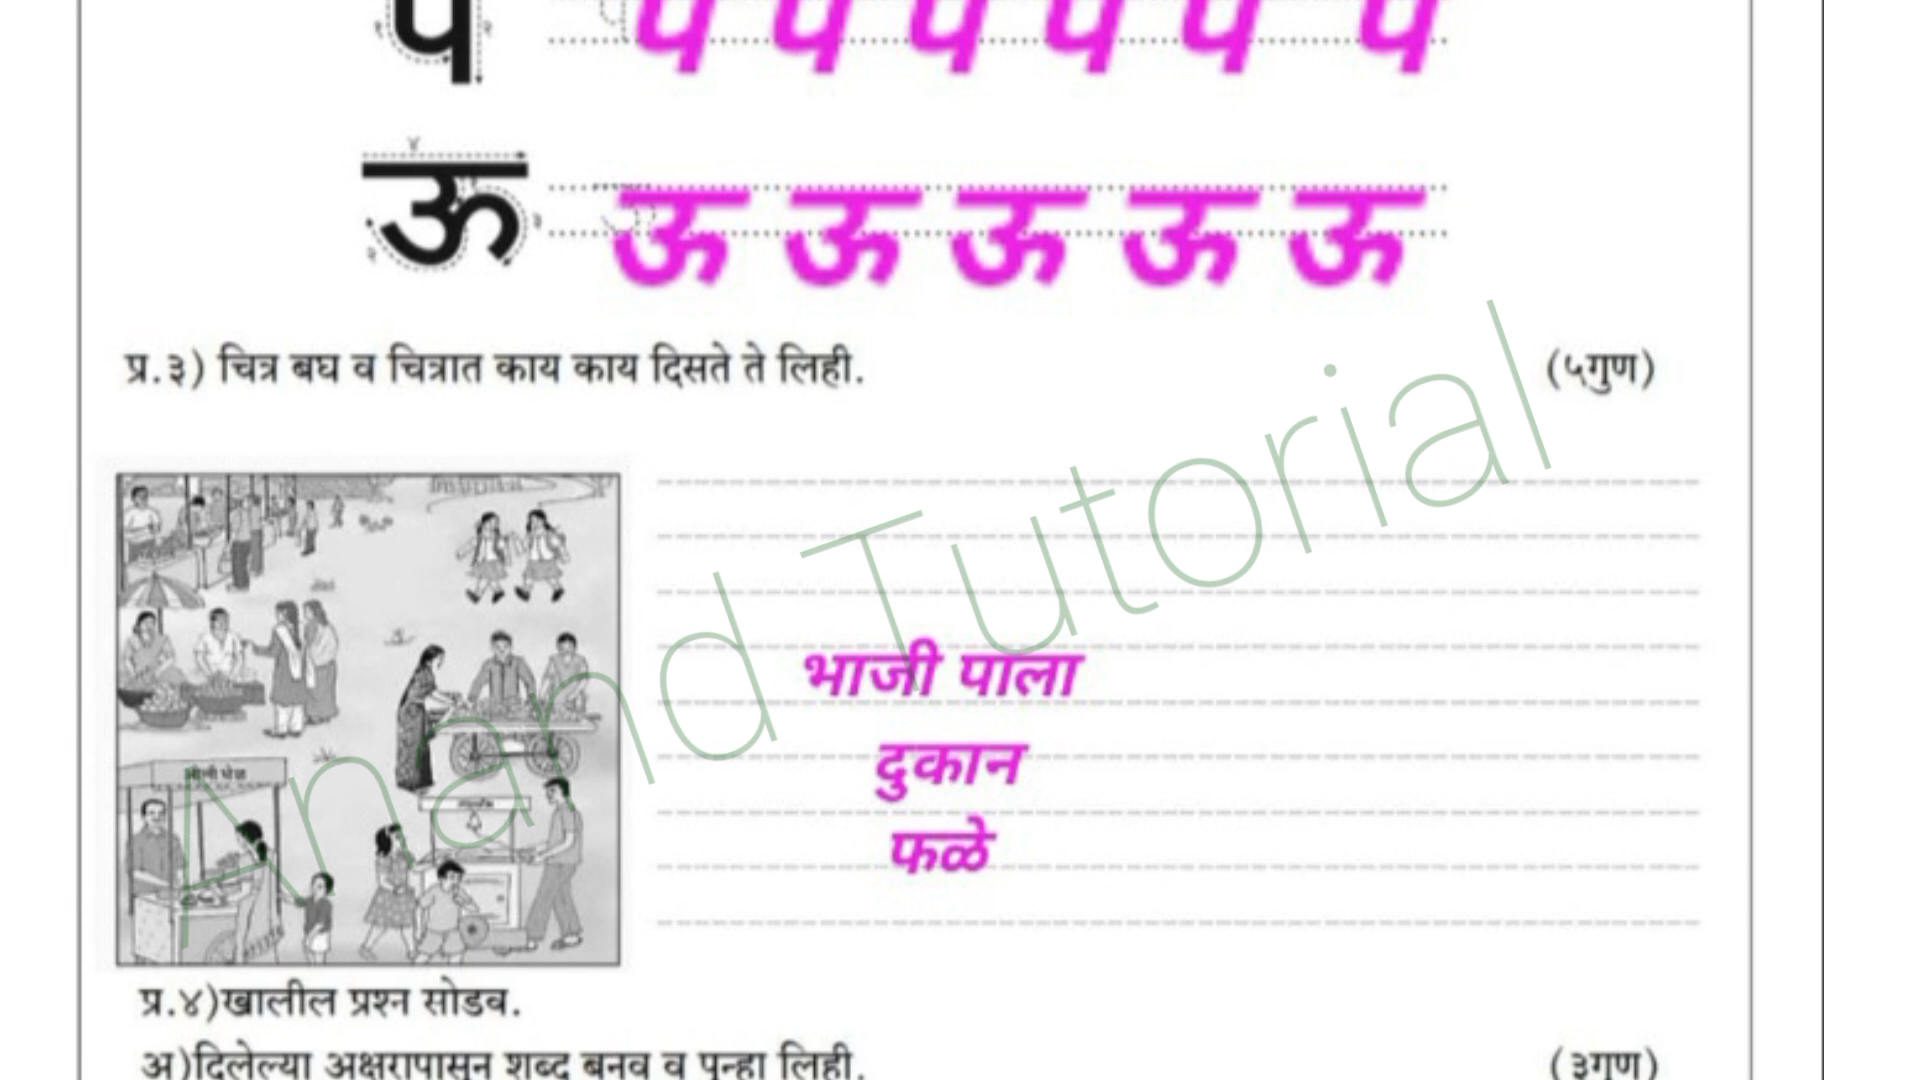 प प प प प प प
ऊ ऊ ऊ ऊ ऊ ऊ
प्र.३) चित्र बघ व चित्रात काय काय दिसते ते लिही. (५गुण)
Anand Tutorial
भाजी पाला
दुकान
फळे
प्र.४)खालील प्रश्न सोडव.
अ)दिलेल्या अक्षरापासून शब्द बनव व पुन्हा लिही. (३गुण)